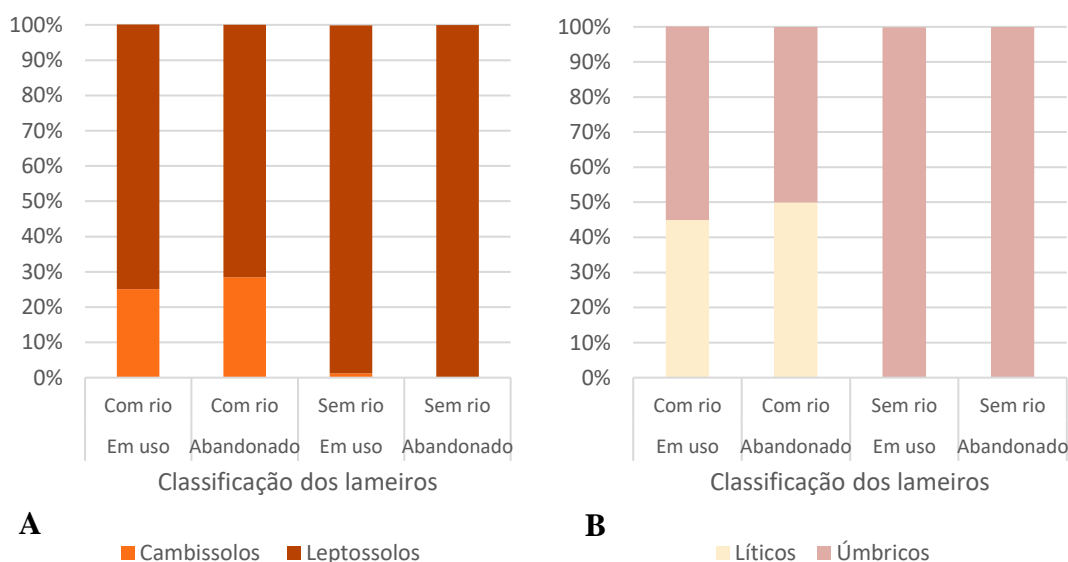 100%
90%
80%
70%
60%
50%
40%
30%
20%
10%
0%
Com rio Com rio Sem rio Sem rio
Em uso Abandonado Em uso Abandonado
Classificação dos lameiros
A
Cambissolos Leptossolos
100%
90%
80%
70%
60%
50%
40%
30%
20%
10%
0%
Com rio Com rio Sem rio Sem rio
Em uso Abandonado Em uso Abandonado
Classificação dos lameiros
B
Líticos Úmbricos